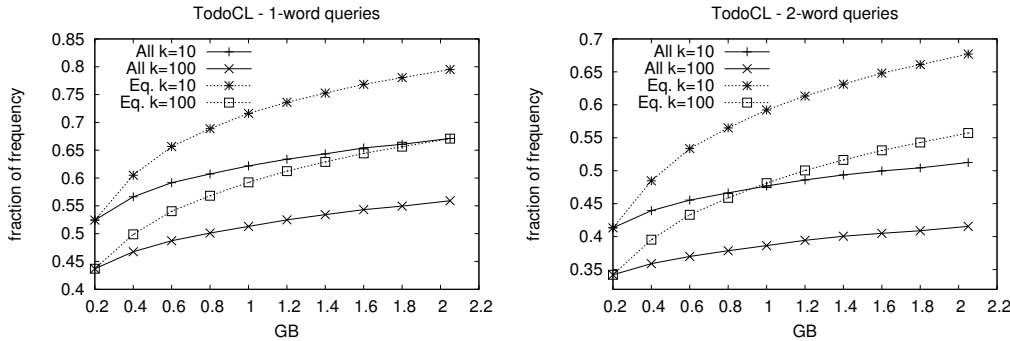 TodoCL - 1-word queries
fraction of frequency
0.85
0.8
0.75
0.7
0.65
0.6
0.55
0.5
0.45
0.4
All k=10
All k=100
Eq. k=10
Eq. k=100
0.2 0.4 0.6 0.8 1 1.2 1.4 1.6 1.8 2 2.2
GB
TodoCL - 2-word queries
fraction of frequency
0.7
0.65
0.6
0.55
0.5
0.45
0.4
0.35
All k=10
All k=100
Eq. k=10
Eq. k=100
0.2 0.4 0.6 0.8 1 1.2 1.4 1.6 1.8 2 2.2
GB